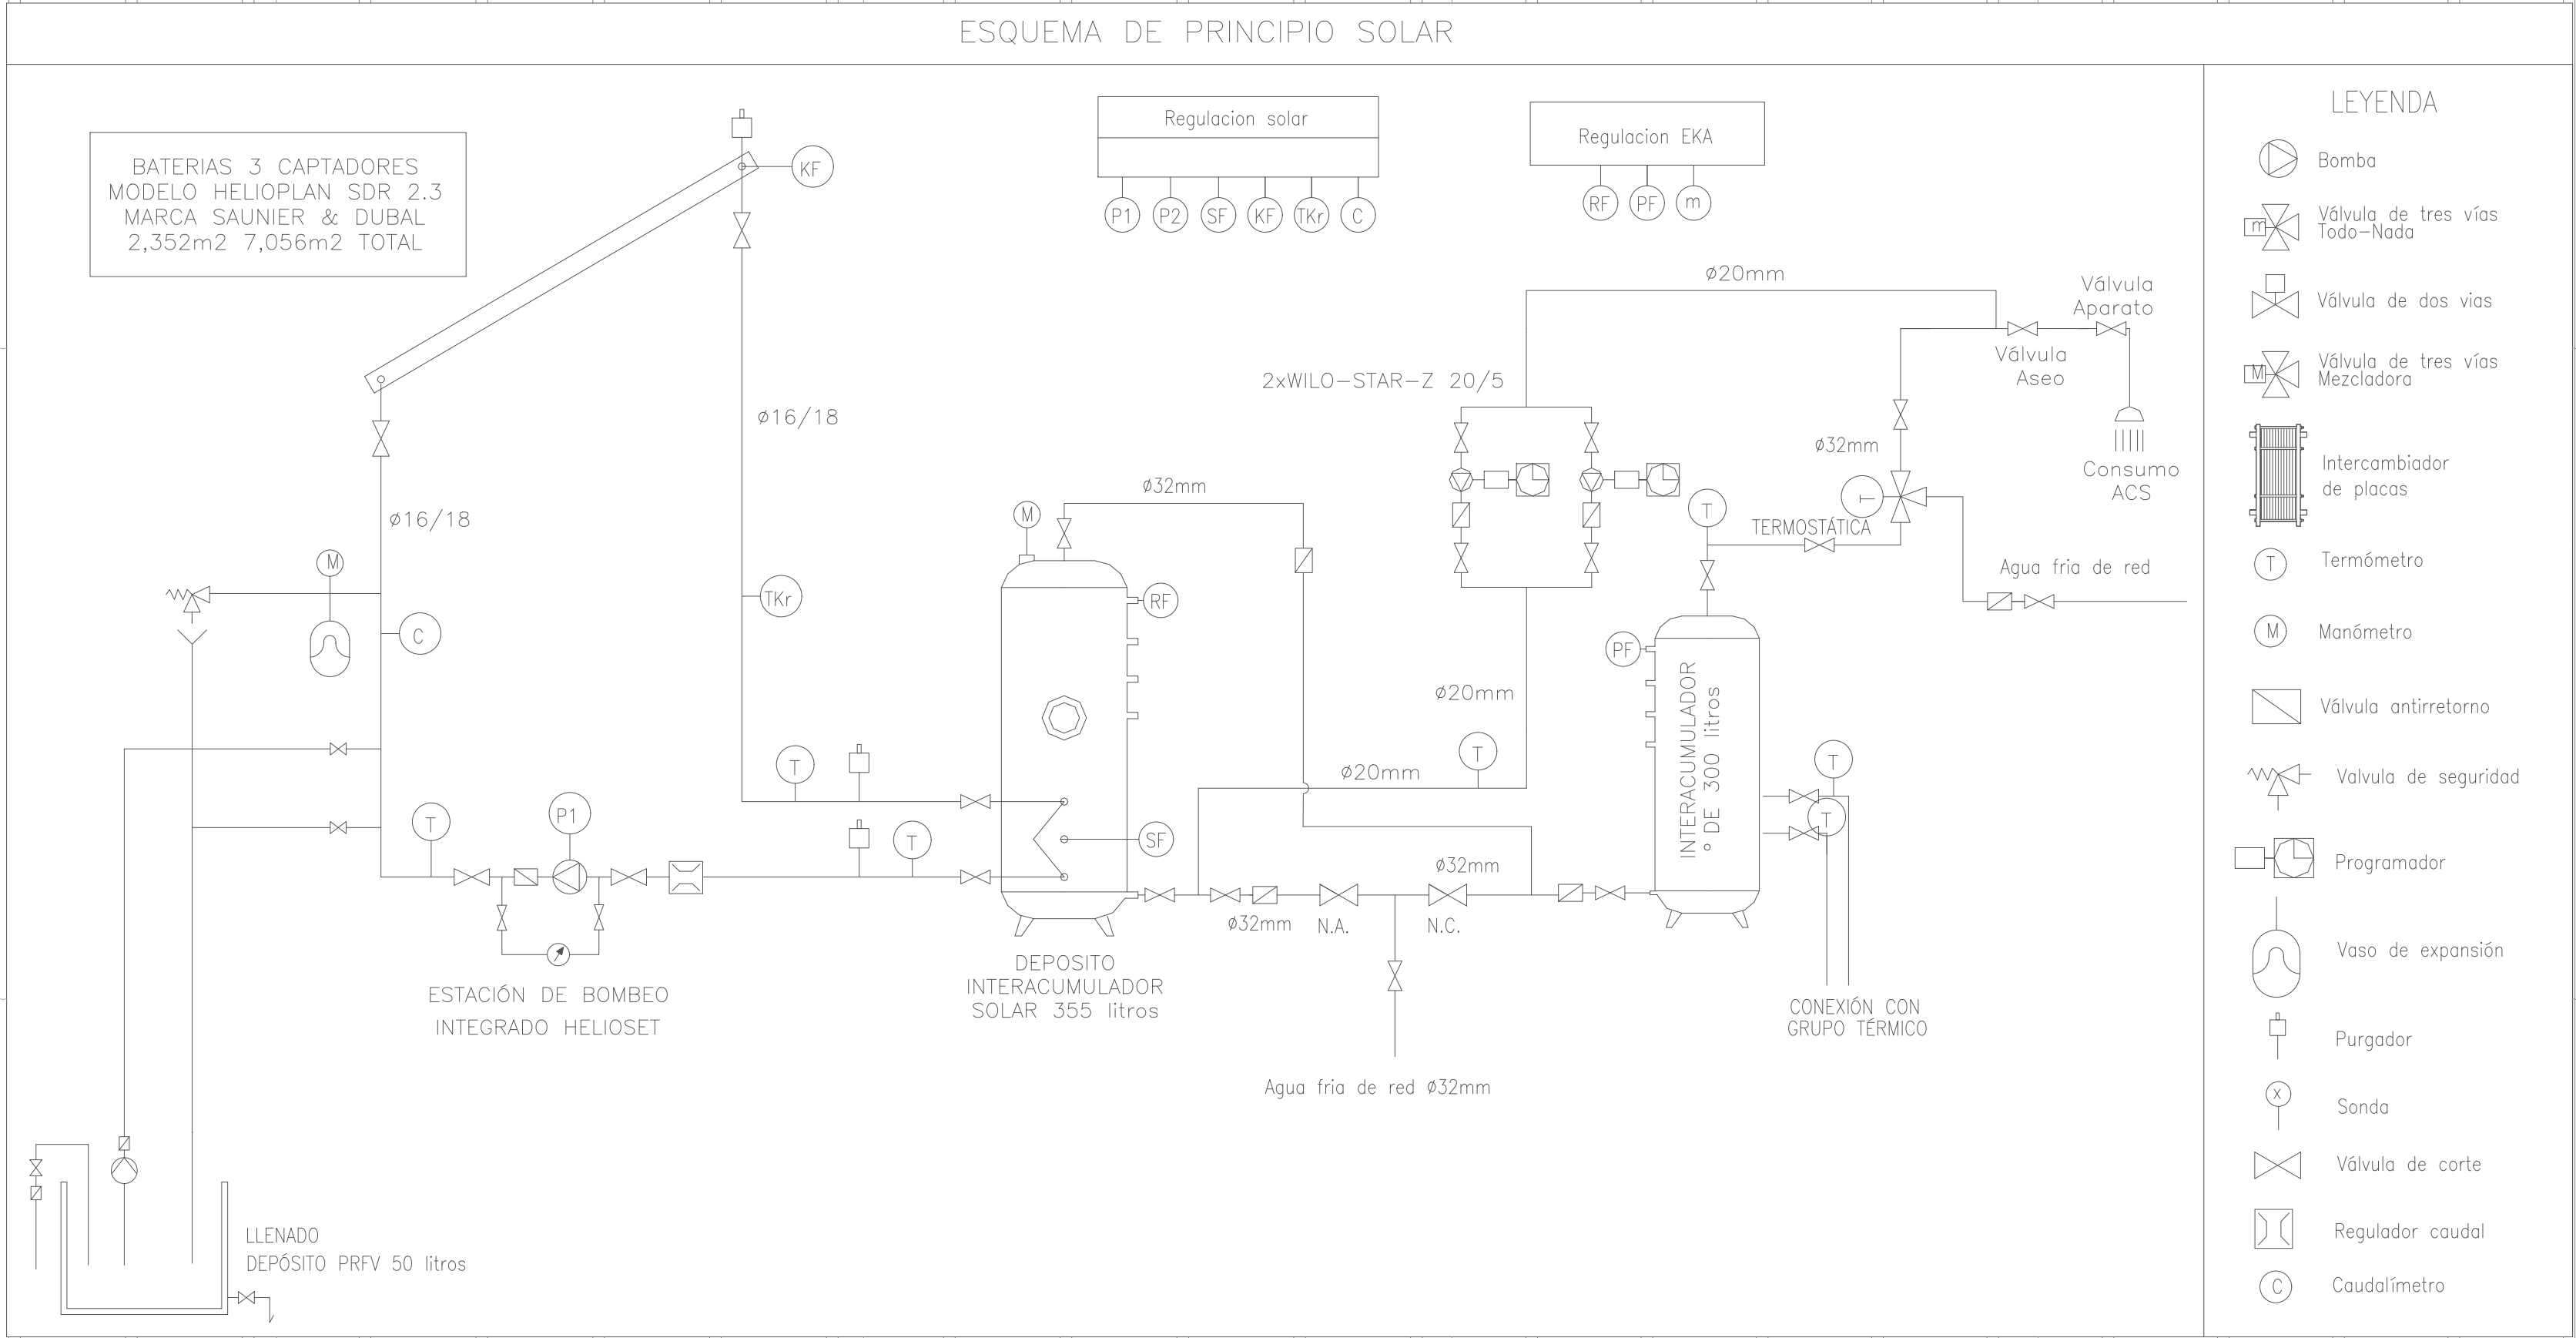 ESQUEMA DE PRINCIPIO SOLAR
BATERIAS 3 CAPTADORES
MODELO HELIOPLAN SDR 2.3
MARCA SAUNIER & DUBAL
2,352m2 7,056m2 TOTAL
KF
Regulacion solar
P1 P2 SF KF TKr C
Regulacion EKA
RF PF m
ø20mm
Válvula
Aparato
Válvula
Aseo
2xWILO-STAR-Z 20/5
ø16/18
ø16/18
ø32mm
ø32mm
Consumo
ACS
M
T
T
TERMOSTÁTICA
M
Agua fria de red
TKr
RF
C
PF
INTERACUMULADOR
º DE 300 litros
ø20mm
T
T
ø20mm
T
T
T
P1
T
SF
ø32mm
ø32mm
N.A.
N.C.
DEPOSITO
INTERACUMULADOR
SOLAR 355 litros
ESTACIÓN DE BOMBEO
INTEGRADO HELIOSET
CONEXIÓN CON
GRUPO TÉRMICO
Agua fria de red ø32mm
LLENADO
DEPÓSITO PRFV 50 litros
LEYENDA
Bomba
m
Válvula de tres vías
Todo-Nada
Válvula de dos vias
M
Válvula de tres vías
Mezcladora
Intercambiador
de placas
T
Termómetro
M
Manómetro
Válvula antirretorno
Valvula de seguridad
Programador
Vaso de expansión
Purgador
X
Sonda
Válvula de corte
Regulador caudal
C
Caudalímetro